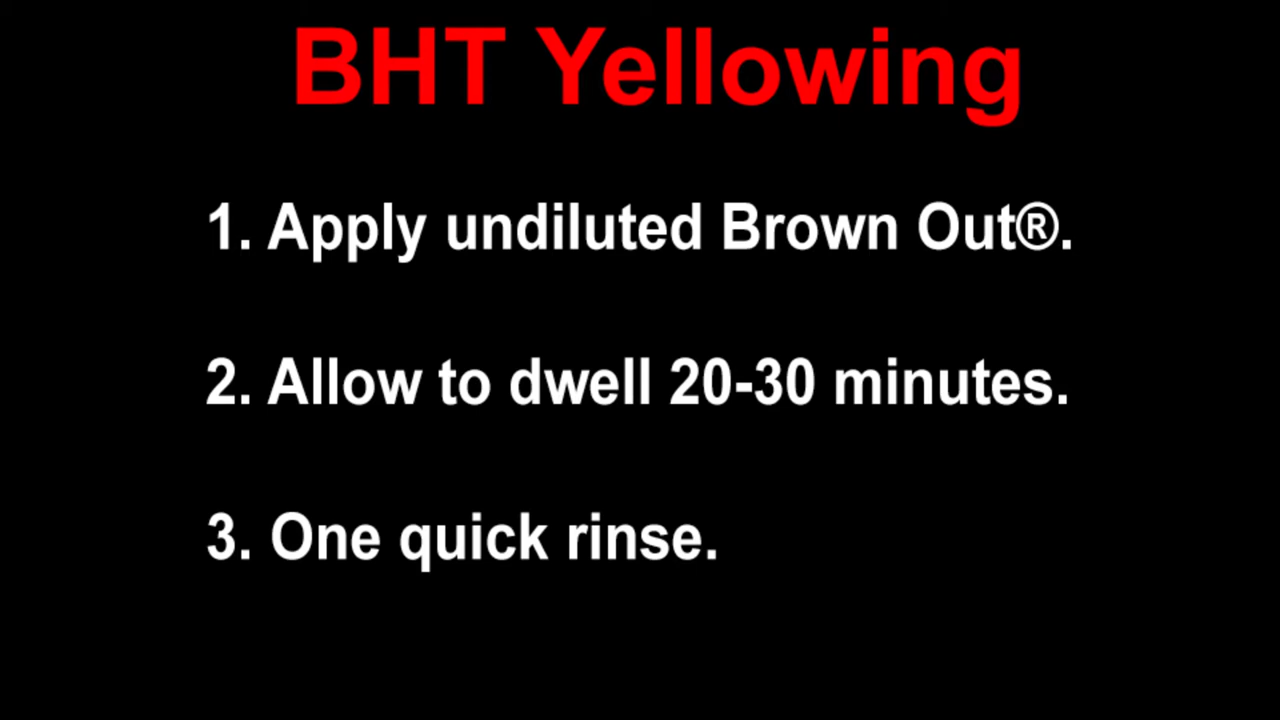 BHT Yellowing
1. Apply undiluted Brown Out®.
2. Allow to dwell 20-30 minutes.
3. One quick rinse.